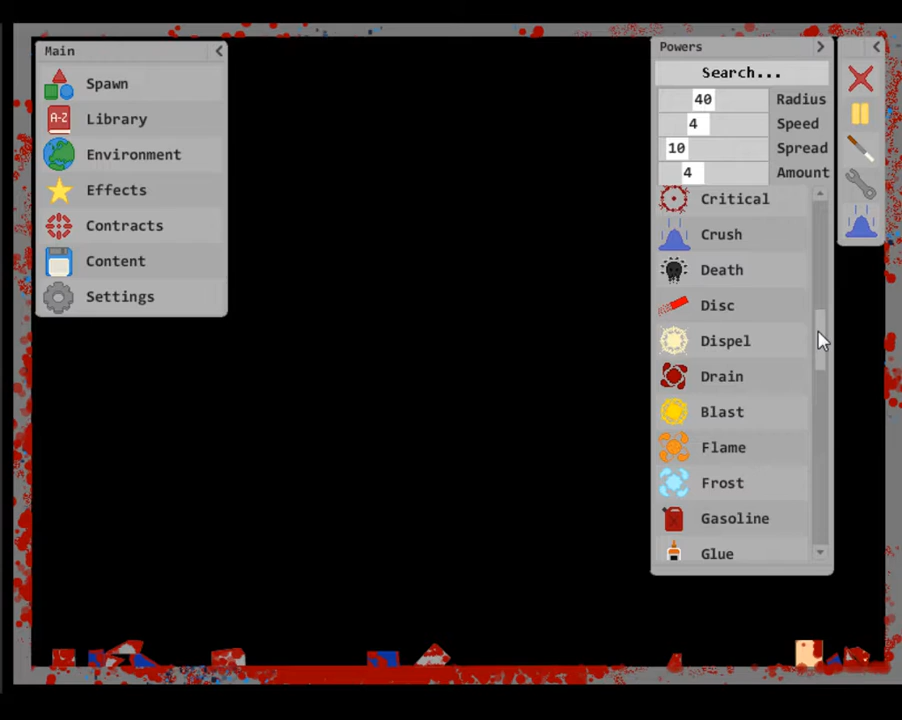 Main
Spawn
A-Z
Library
Environment
Effects
Contracts
Content
Settings
Powers
Search...
40 Radius
4 Speed
10 Spread
4 Amount
Critical
Crush
Death
Disc
Dispel
Drain
Blast
Flame
Frost
Gasoline
Glue